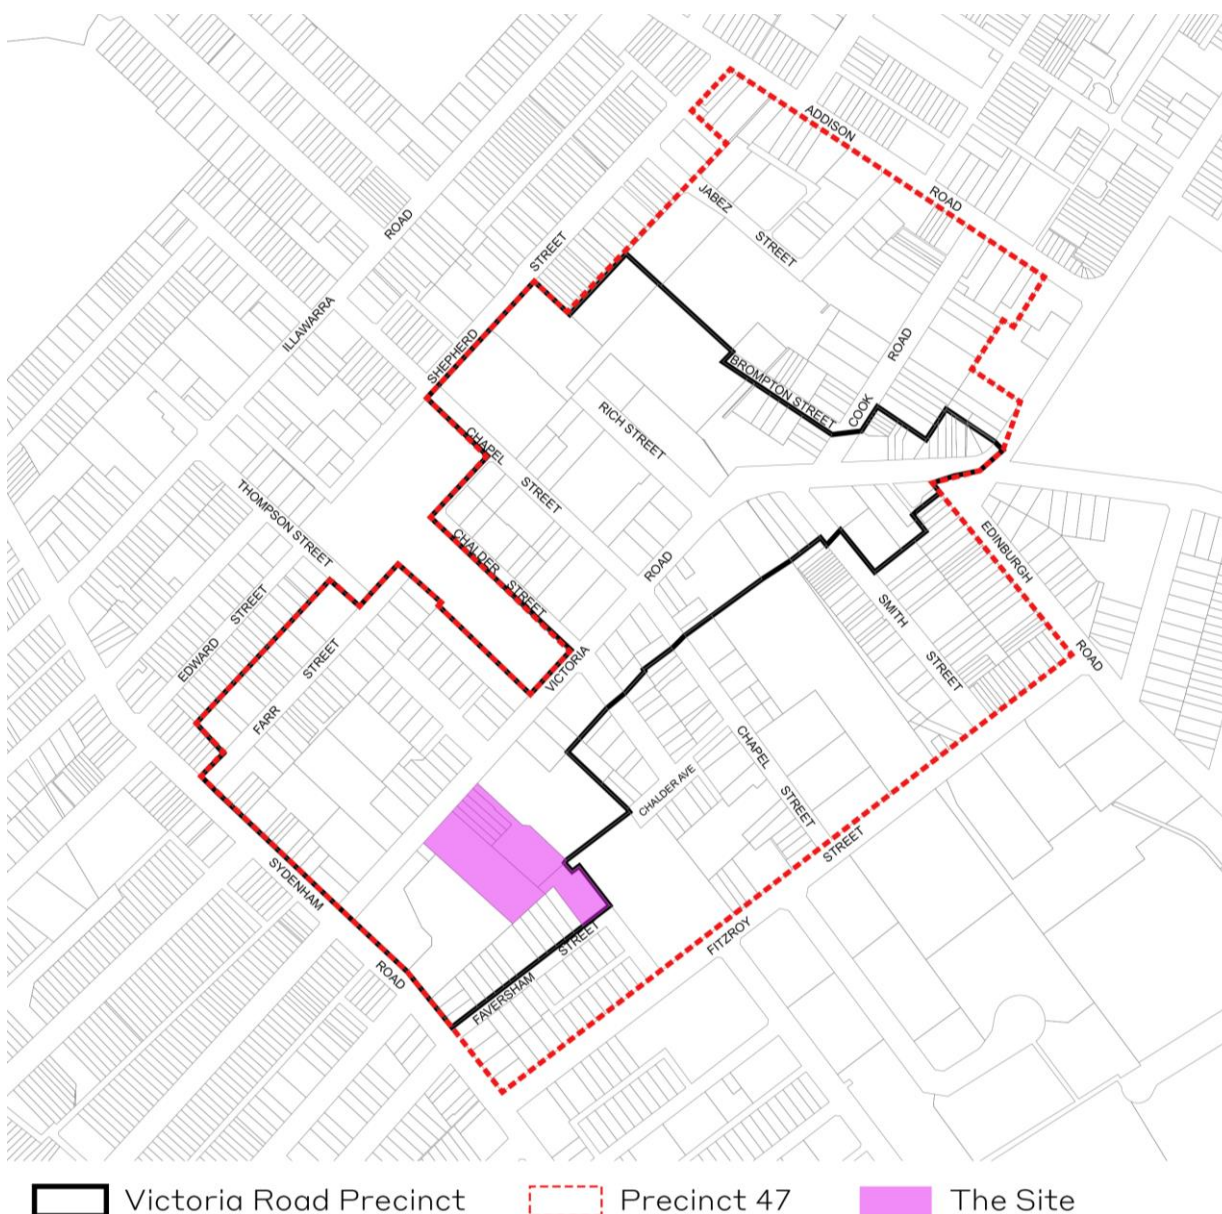 ADDISON
ROAD
JABEZ
STREET
ROAD
STREET
ILLAWARRA
SHEPHERD
ROAD
BROMPTON STREET
COOK
RICH STREET
CHAPEL
STREET
THOMPSON STREET
CHALDER
STREET
EDINBURGH
ROAD
ROAD
SMITH
STREET
EDWARD
STREET
STREET
FARR
VICTORIA
CHAPEL
STREET
CHALDER AVE
STREET
FITZROY
SYDENHAM
ROAD
STREET
FAVERSHAM
Victoria Road Precinct
Precinct 47
The Site